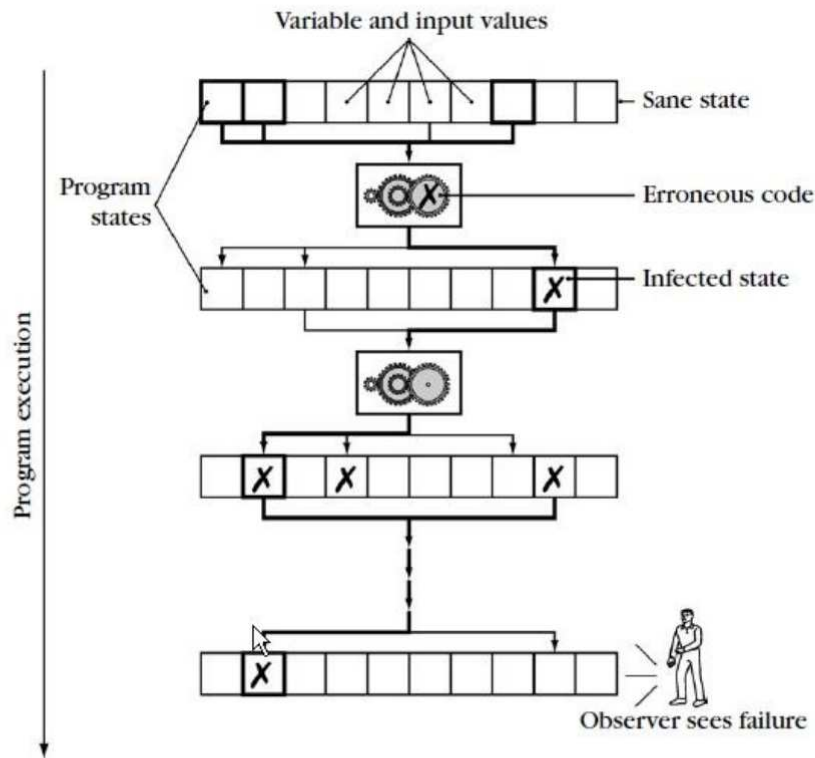 Variable and input values
Sane state
Program
states
Erroneous code
Infected state
Program execution
Observer sees failure